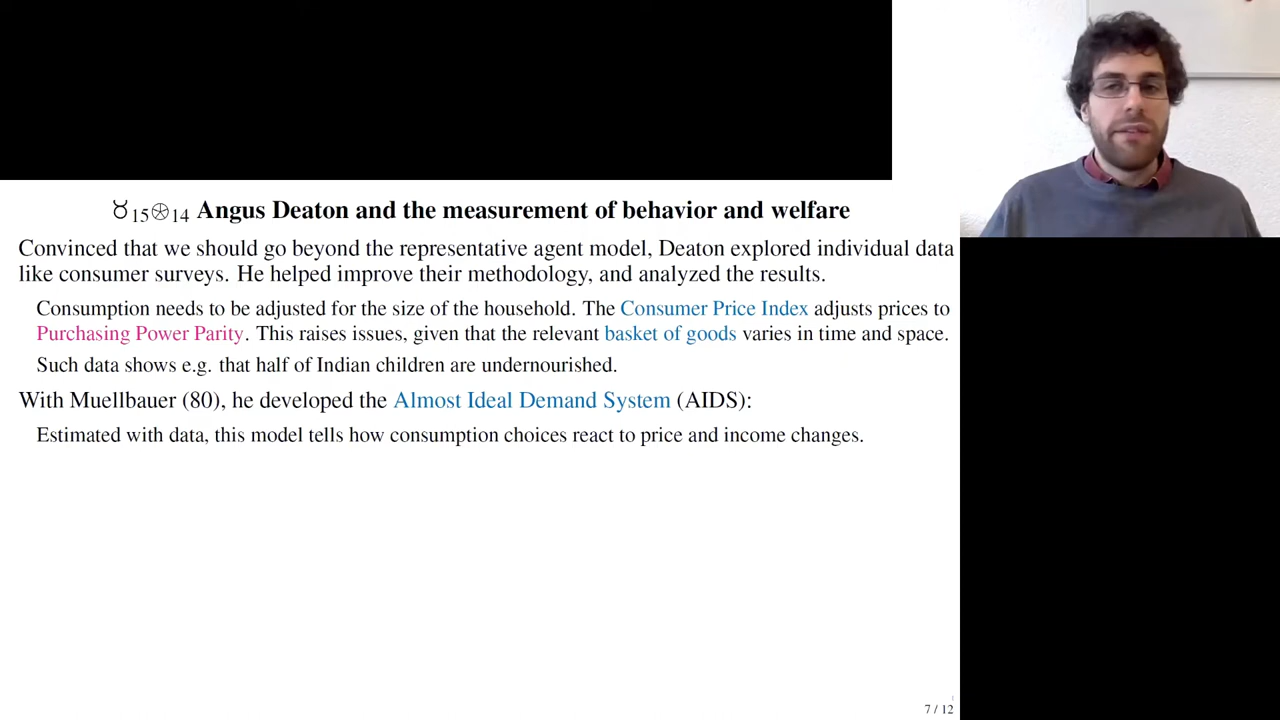 ♉15⊛14 Angus Deaton and the measurement of behavior and welfare
Convinced that we should go beyond the representative agent model, Deaton explored individual data
like consumer surveys. He helped improve their methodology, and analyzed the results.
Consumption needs to be adjusted for the size of the household. The Consumer Price Index adjusts prices to
Purchasing Power Parity. This raises issues, given that the relevant basket of goods varies in time and space.
Such data shows e.g. that half of Indian children are undernourished.
With Muellbauer (80), he developed the Almost Ideal Demand System (AIDS):
Estimated with data, this model tells how consumption choices react to price and income changes.
7 / 12